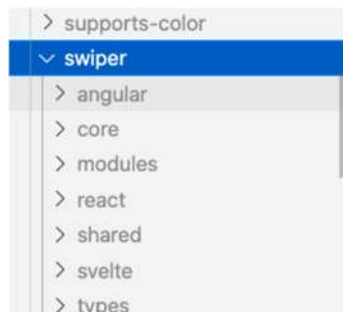 supports-color
swiper
angular
core
modules
react
shared
svelte
types